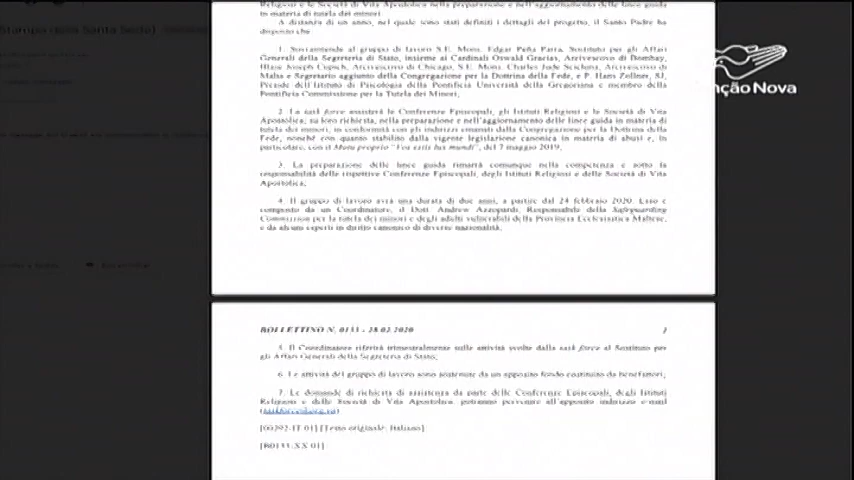 Religiosi e le Società di Vita Apostolica nella preparazione e nell'aggiornamento delle linee guida
in materia di tutela dei minori.
A distanza di un anno, nel quale sono stati definiti i dettagli del progetto, il Santo Padre ha
disposto che
1. Sovraintende al gruppo di lavoro S.E. Mons. Edgar Peña Parra, Sostituto per gli Affari
Generali della Segreteria di Stato, insieme ai Cardinali Oswald Gracias, Arcivescovo di Bombay,
Blase Joseph Cupich, Arcivescovo di Chicago, S.E. Mons. Charles Jude Scicluna, Arcivescovo di
Malta e Segretario aggiunto della Congregazione per la Dottrina della Fede, e P. Hans Zollner, SJ,
Preside dell'Istituto di Psicologia della Pontificia Università della Gregoriana e membro della
Pontificia Commissione per la Tutela dei Minori;
nção Nova
2. La task force assisterà le Conferenze Episcopali, gli Istituti Religiosi e le Società di Vita
Apostolica, su loro richiesta, nella preparazione e nell'aggiornamento delle linee guida in materia di
tutela dei minori, in conformità con gli indirizzi emanati dalla Congregazione per la Dottrina della
Fede, nonché con quanto stabilito dalla vigente legislazione canonica in materia di abusi e, in
particolare, con il Motu proprio "Vos estis lux mundi", del 7 maggio 2019;
3. La preparazione delle linee guida rimarrà comunque nella competenza e sotto la
responsabilità delle rispettive Conferenze Episcopali, degli Istituti Religiosi e delle Società di Vita
Apostolica;
4. Il gruppo di lavoro avrà una durata di due anni, a partire dal 24 febbraio 2020. Esso è
composto da un Coordinatore, il Dott. Andrew Azzopardi, Responsabile della Safeguarding
Commission per la tutela dei minori e degli adulti vulnerabili della Provincia Ecclesiastica Maltese,
e da alcuni esperti in diritto canonico di diverse nazionalità;
BOLLETTINO N. 0133 - 28.02.2020 2
5. Il Coordinatore riferirà trimestralmente sulle attività svolte dalla task force al Sostituto per
gli Affari Generali della Segreteria di Stato;
6. Le attività del gruppo di lavoro sono sostenute da un apposito fondo costituito da benefattori;
7. Le domande di richiesta di assistenza da parte delle Conferenze Episcopali, degli Istituti
Religiosi e delle Società di Vita Apostolica, potranno pervenire all'apposito indirizzo e-mail
[00292-IT.01] [Testo originale: Italiano]
[B0133-XX.01]